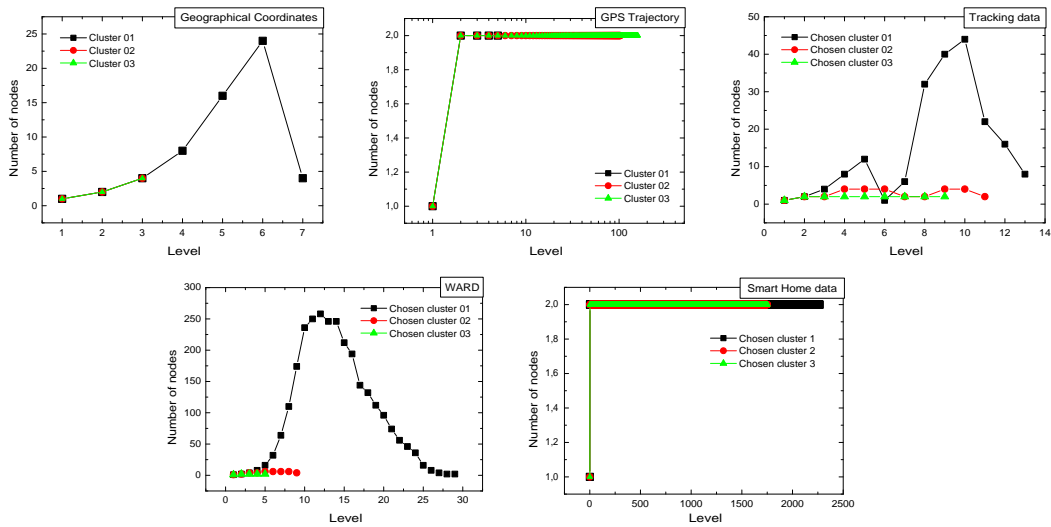 Geographical Coordinates
Cluster 01
Cluster 02
Cluster 03
Number of nodes
25
20
15
10
5
0
1 2 3 4 5 6 7
Level
GPS Trajectory
Number of nodes
2,0
1,8
1,6
1,4
1,2
1,0
Cluster 01
Cluster 02
Cluster 03
1 10 100
Level
Tracking data
Chosen cluster 01
Chosen cluster 02
Chosen cluster 03
Number of nodes
50
40
30
20
10
0
0 2 4 6 8 10 12 14
Level
WARD
Chosen cluster 01
Chosen cluster 02
Chosen cluster 03
Number of nodes
300
250
200
150
100
50
0
0 5 10 15 20 25 30
Level
Smart Home data
Number of nodes
2,0
1,8
1,6
1,4
1,2
1,0
Chosen cluster 1
Chosen cluster 2
Chosen cluster 3
0 500 1000 1500 2000 2500
Level